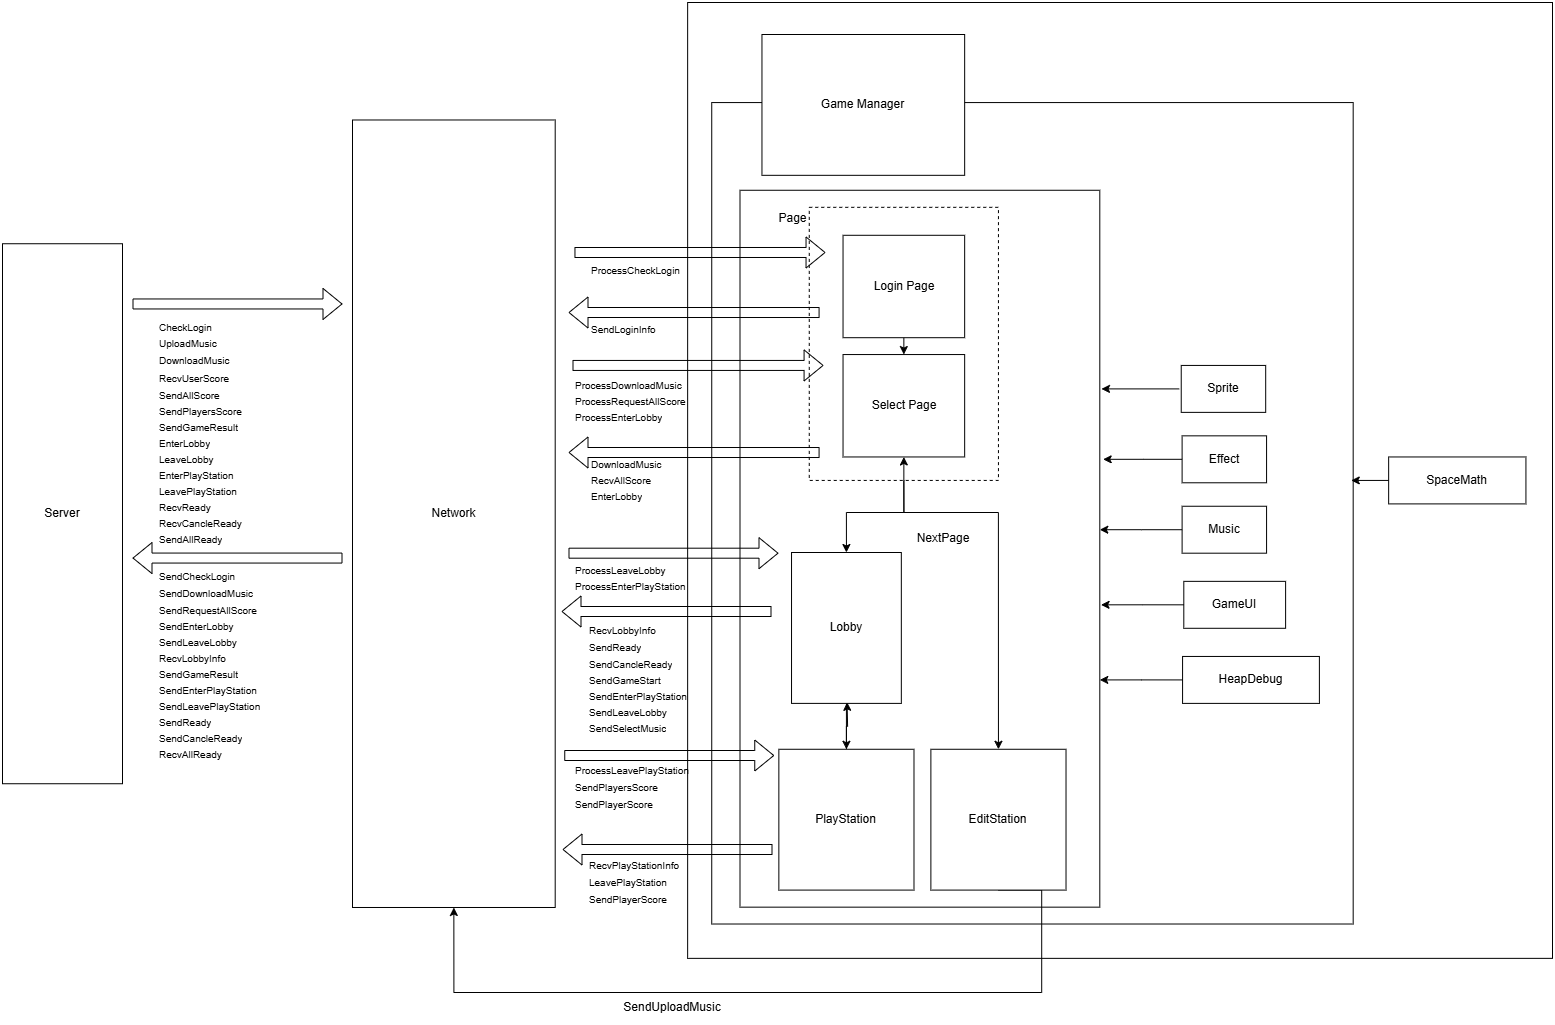 Game Manager
Page
Login Page
Select Page
NextPage
Lobby
PlayStation
EditStation
Sprite
Effect
Music
GameUI
HeapDebug
SpaceMath
Server
CheckLogin
UploadMusic
DownloadMusic
RecvUserScore
SendAllScore
SendPlayersScore
SendGameResult
EnterLobby
LeaveLobby
EnterPlayStation
LeavePlayStation
RecvReady
RecvCancleReady
SendAllReady
SendCheckLogin
SendDownloadMusic
SendRequestAllScore
SendEnterLobby
SendLeaveLobby
RecvLobbyInfo
SendGameResult
SendEnterPlayStation
SendLeavePlayStation
SendReady
SendCancleReady
RecvAllReady
Network
ProcessCheckLogin
SendLoginInfo
ProcessDownloadMusic
ProcessRequestAllScore
ProcessEnterLobby
DownloadMusic
RecvAllScore
EnterLobby
ProcessLeaveLobby
ProcessEnterPlayStation
RecvLobbyInfo
SendReady
SendCancleReady
SendGameStart
SendEnterPlayStation
SendLeaveLobby
SendSelectMusic
ProcessLeavePlayStation
SendPlayersScore
SendPlayerScore
RecvPlayStationInfo
LeavePlayStation
SendPlayerScore
SendUploadMusic